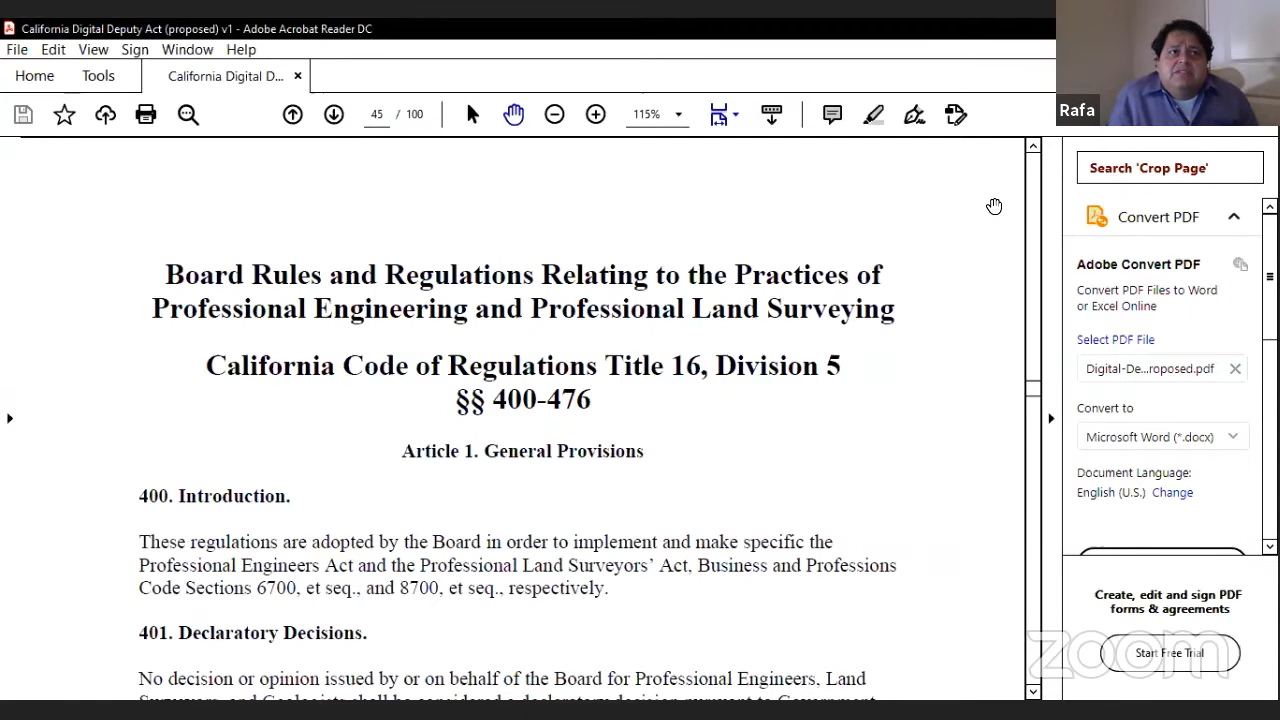 California Digital Deputy Act (proposed) v1 - Adobe Acrobat Reader DC
File Edit View Sign Window Help
Home Tools California Digital D... ×
45 / 100 115%
Rafa
Search 'Crop Page'
Convert PDF
Adobe Convert PDF
Convert PDF Files to Word
or Excel Online
Select PDF File
Digital-De...roposed.pdf
Convert to
Microsoft Word (*.docx)
Document Language:
English (U.S.) Change
Create, edit and sign PDF
forms & agreements
Start Free Trial
zoom
Board Rules and Regulations Relating to the Practices of
Professional Engineering and Professional Land Surveying
California Code of Regulations Title 16, Division 5
§§ 400-476
Article 1. General Provisions
400. Introduction.
These regulations are adopted by the Board in order to implement and make specific the
Professional Engineers Act and the Professional Land Surveyors’ Act, Business and Professions
Code Sections 6700, et seq., and 8700, et seq., respectively.
401. Declaratory Decisions.
No decision or opinion issued by or on behalf of the Board for Professional Engineers, Land